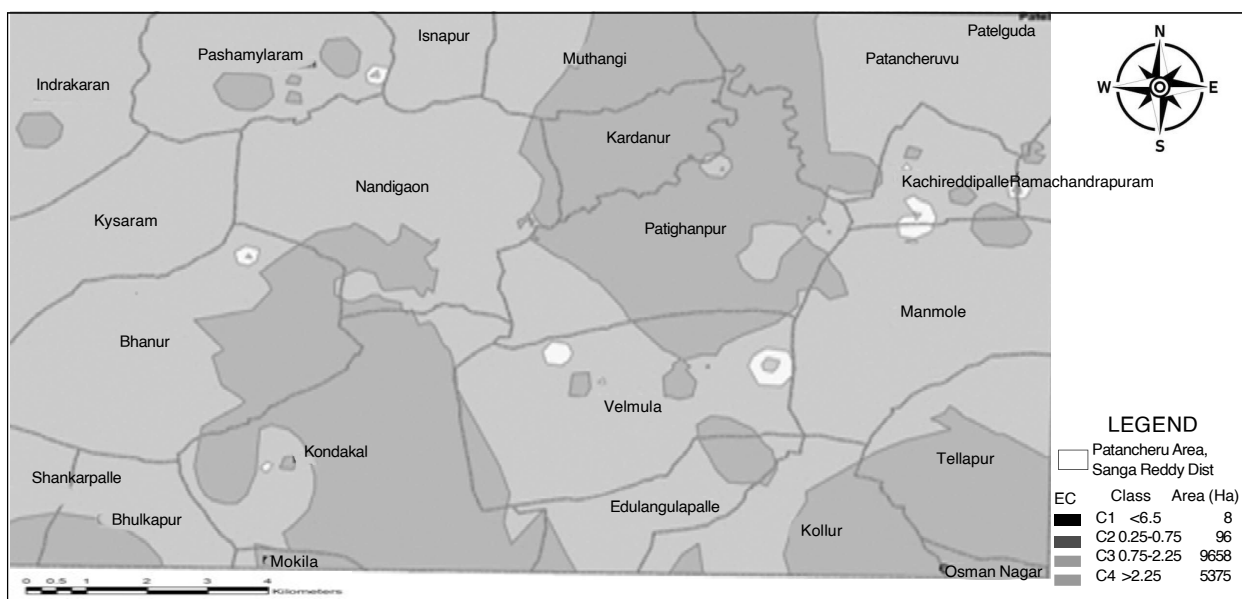 Patel
Isnapur
Patelguda
Pashamylaram
Muthangi
Patancheruvu
Indrakaran
Kardanur
Nandigaon
KachireddipalleRamachandrapuram
Kysaram
Patighanpur
Manmole
Bhanur
Velmula
Kondakal
Tellapur
Shankarpalle
Edulangulapalle
Bhulkapur
Kollur
Mokila
Osman Nagar
0 0.5 1 2 3 4
Kilometers
N
W E
S
LEGEND
Patancheru Area,
Sanga Reddy Dist
EC Class Area (Ha)
C1 <6.5 8
C2 0.25-0.75 96
C3 0.75-2.25 9658
C4 >2.25 5375